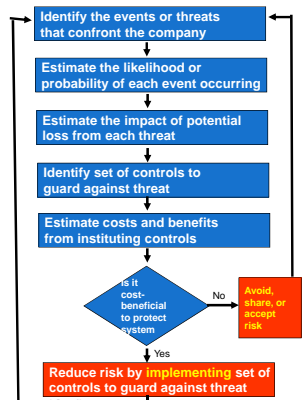 Identify the events or threats
that confront the company
Estimate the likelihood or
probability of each event occurring
Estimate the impact of potential
loss from each threat
Identify set of controls to
guard against threat
Estimate costs and benefits
from instituting controls
Is it
cost-
beneficial
to protect
system
No
Avoid,
share, or
accept
risk
Yes
Reduce risk by implementing set of
controls to guard against threat